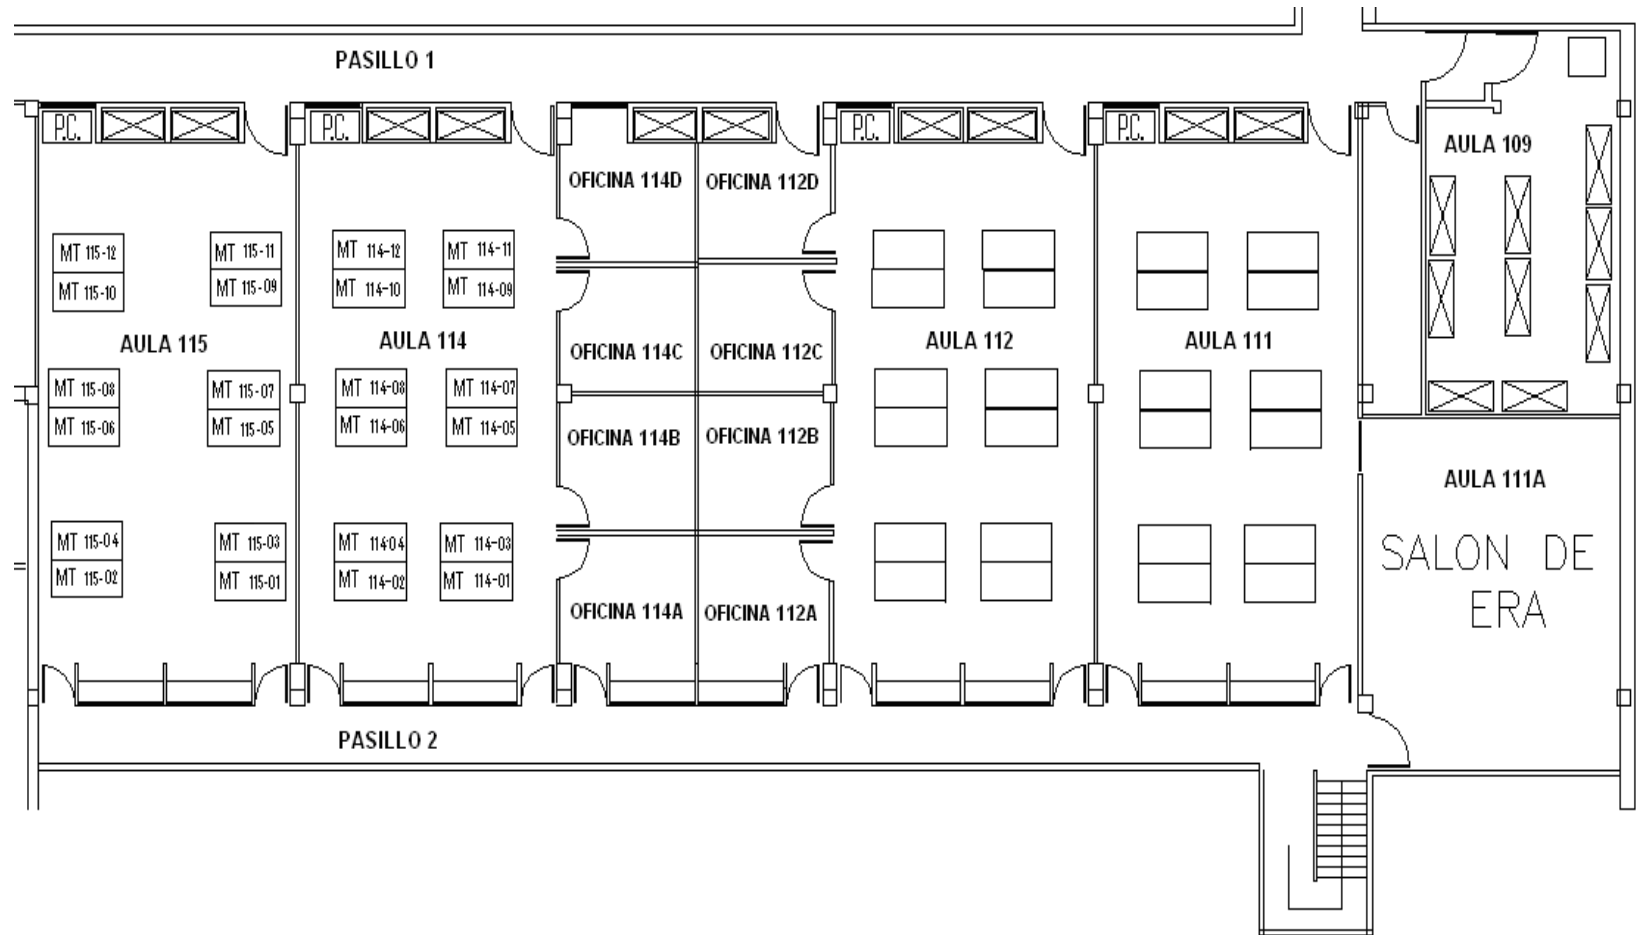 PASILLO 1
P.C.
P.C.
P.C.
P.C.
AULA 109
OFICINA 114D
OFICINA 112D
MT 115-12
MT 115-11
MT 114-12
MT 114-11
MT 115-10
MT 115-09
MT 114-10
MT 114-09
AULA 115
AULA 114
OFICINA 114C
OFICINA 112C
AULA 112
AULA 111
MT 115-08
MT 115-07
MT 114-08
MT 114-07
MT 115-06
MT 115-05
MT 114-06
MT 114-05
OFICINA 114B
OFICINA 112B
AULA 111A
MT 115-04
MT 115-03
MT 11404
MT 114-03
MT 115-02
MT 115-01
MT 114-02
MT 114-01
SALON DE
ERA
OFICINA 114A
OFICINA 112A
PASILLO 2